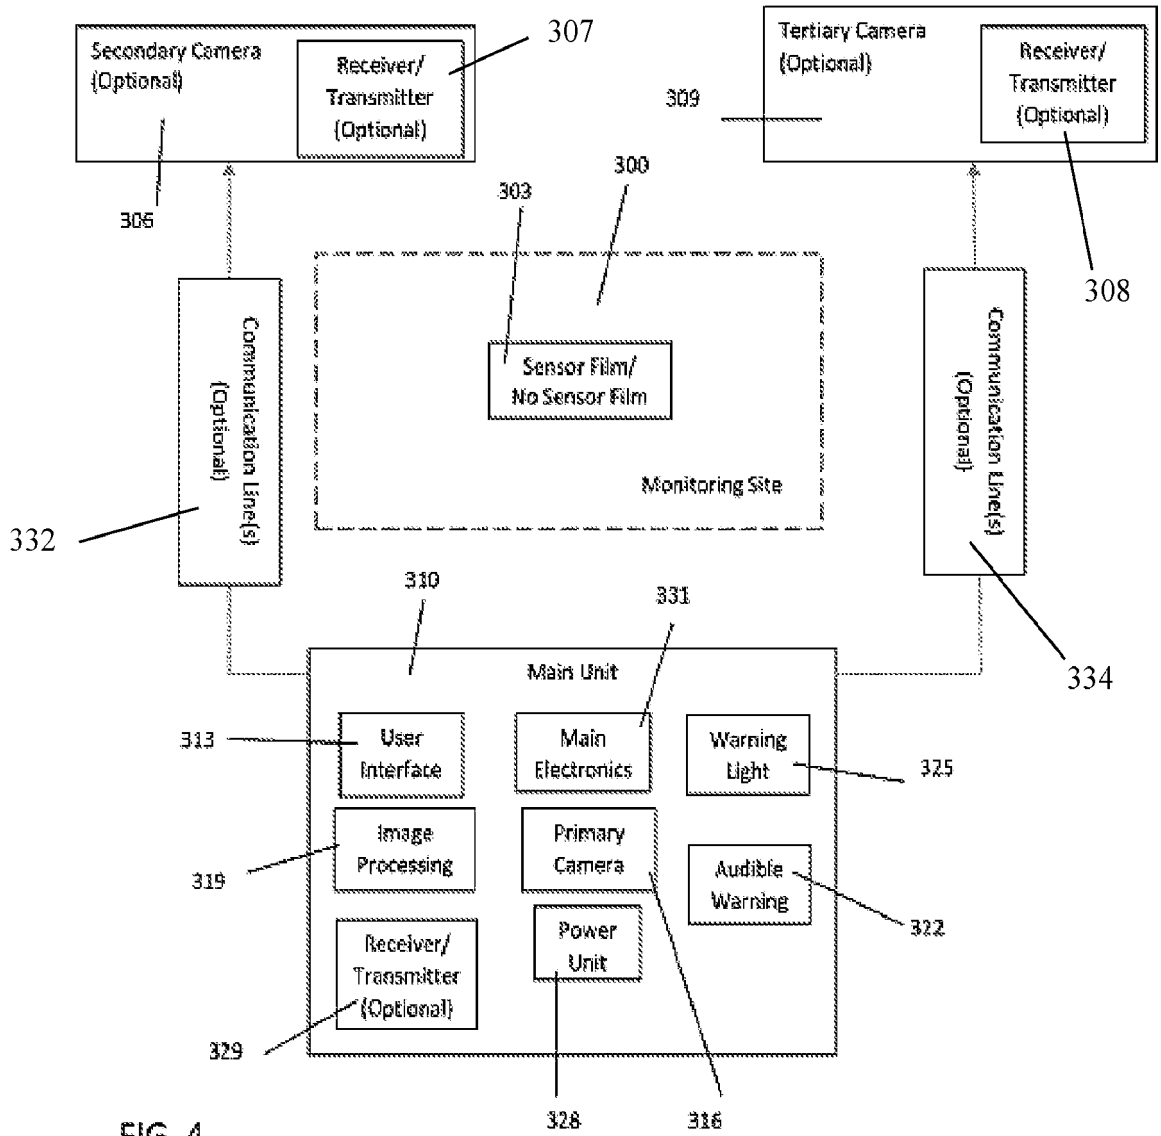 307
Secondary Camera
(Optional)
Receiver/
Transmitter
(Optional)
306
Tertiary Camera
(Optional)
Receiver/
Transmitter
(Optional)
309
308
300
303
Sensor Film/
No Sensor Film
Monitoring Site
Communication Line(s)
(Optional)
332
Communication Line(s)
(Optional)
334
310
331
Main Unit
313
User
Interface
Main
Electronics
Warning
Light
325
Image
Processing
319
Primary
Camera
Audible
Warning
322
Receiver/
Transmitter
(Optional)
Power
Unit
329
328
316
FIG. 4